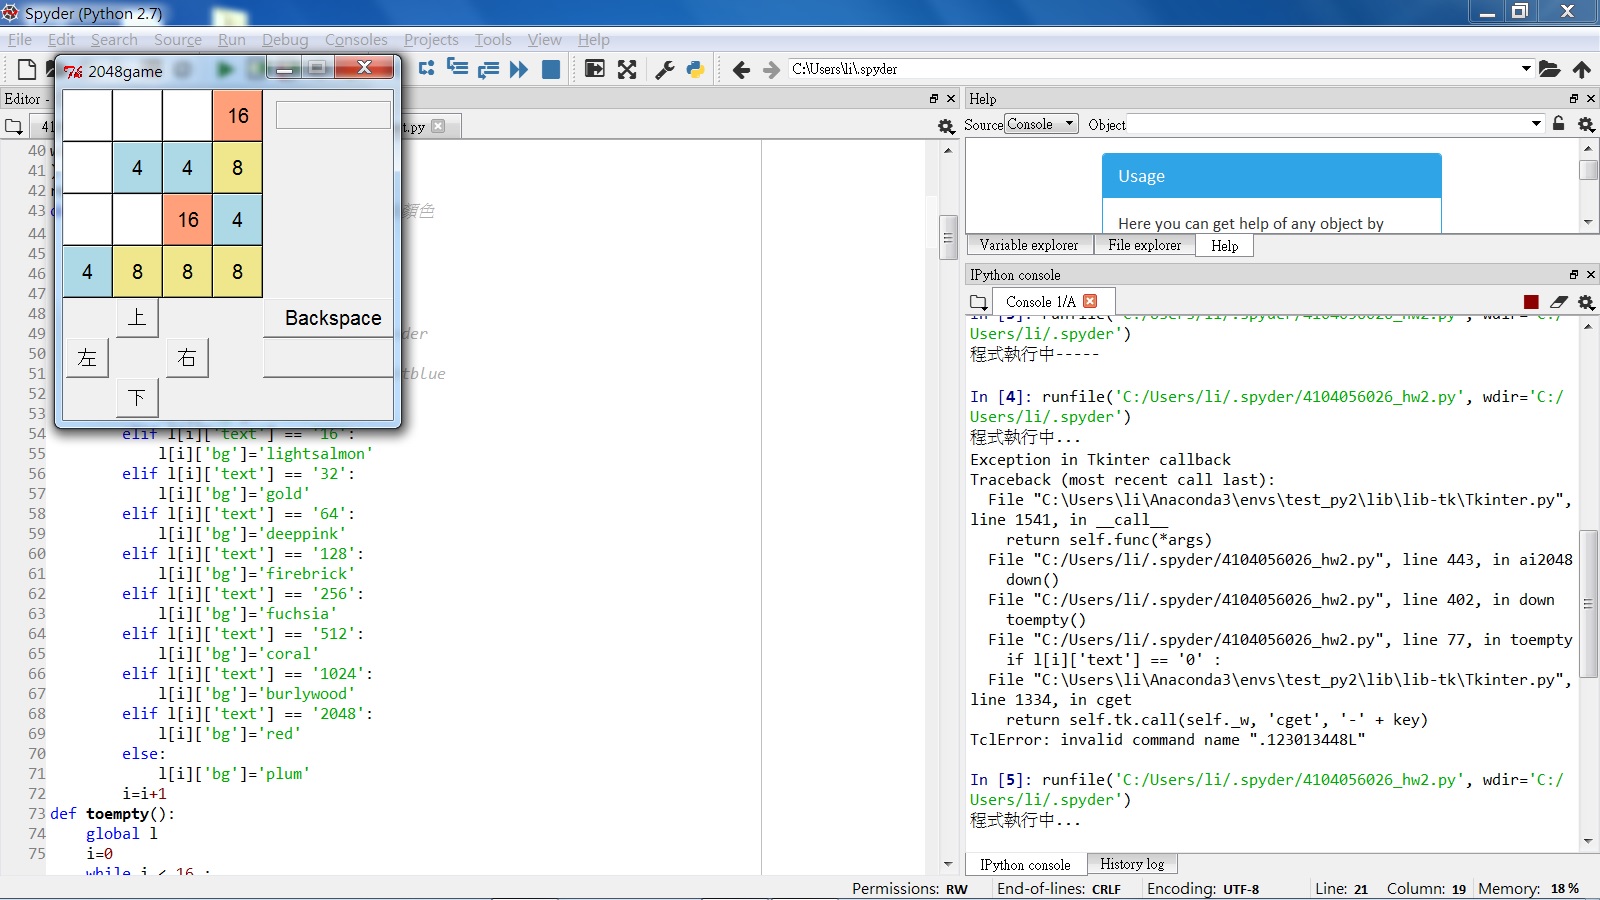 Spyder (Python 2.7)
File Edit Search Source Run Debug Consoles Projects Tools View Help
2048game
C:\Users\li\.spyder
Editor -
16
4 4 8
16 4
4 8 8 8
上
Backspace
左 右
下
t.py
40
41
42
43 顏色
44
45
46
47
48
49 der
50
51 tblue
52
53
54 elif l[i]['text'] == '16':
55 l[i]['bg']='lightsalmon'
56 elif l[i]['text'] == '32':
57 l[i]['bg']='gold'
58 elif l[i]['text'] == '64':
59 l[i]['bg']='deeppink'
60 elif l[i]['text'] == '128':
61 l[i]['bg']='firebrick'
62 elif l[i]['text'] == '256':
63 l[i]['bg']='fuchsia'
64 elif l[i]['text'] == '512':
65 l[i]['bg']='coral'
66 elif l[i]['text'] == '1024':
67 l[i]['bg']='burlywood'
68 elif l[i]['text'] == '2048':
69 l[i]['bg']='red'
70 else:
71 l[i]['bg']='plum'
72 i=i+1
73 def toempty():
74 global l
75 i=0
while i < 16 :
Help
Source Console Object
Usage
Here you can get help of any object by
Variable explorer File explorer Help
IPython console
Console 1/A
In [3]: runfile('C:/Users/li/.spyder/4104056026_hw2.py', wdir='C:/
Users/li/.spyder')
程式執行中-----
In [4]: runfile('C:/Users/li/.spyder/4104056026_hw2.py', wdir='C:/
Users/li/.spyder')
程式執行中...
Exception in Tkinter callback
Traceback (most recent call last):
File "C:\Users\li\Anaconda3\envs\test_py2\lib\lib-tk\Tkinter.py",
line 1541, in __call__
return self.func(*args)
File "C:/Users/li/.spyder/4104056026_hw2.py", line 443, in ai2048
down()
File "C:/Users/li/.spyder/4104056026_hw2.py", line 402, in down
toempty()
File "C:/Users/li/.spyder/4104056026_hw2.py", line 77, in toempty
if l[i]['text'] == '0' :
File "C:\Users\li\Anaconda3\envs\test_py2\lib\lib-tk\Tkinter.py",
line 1334, in cget
return self.tk.call(self._w, 'cget', '-' + key)
TclError: invalid command name ".123013448L"
In [5]: runfile('C:/Users/li/.spyder/4104056026_hw2.py', wdir='C:/
Users/li/.spyder')
程式執行中...
IPython console History log
Permissions: RW End-of-lines: CRLF Encoding: UTF-8 Line: 21 Column: 19 Memory: 18 %